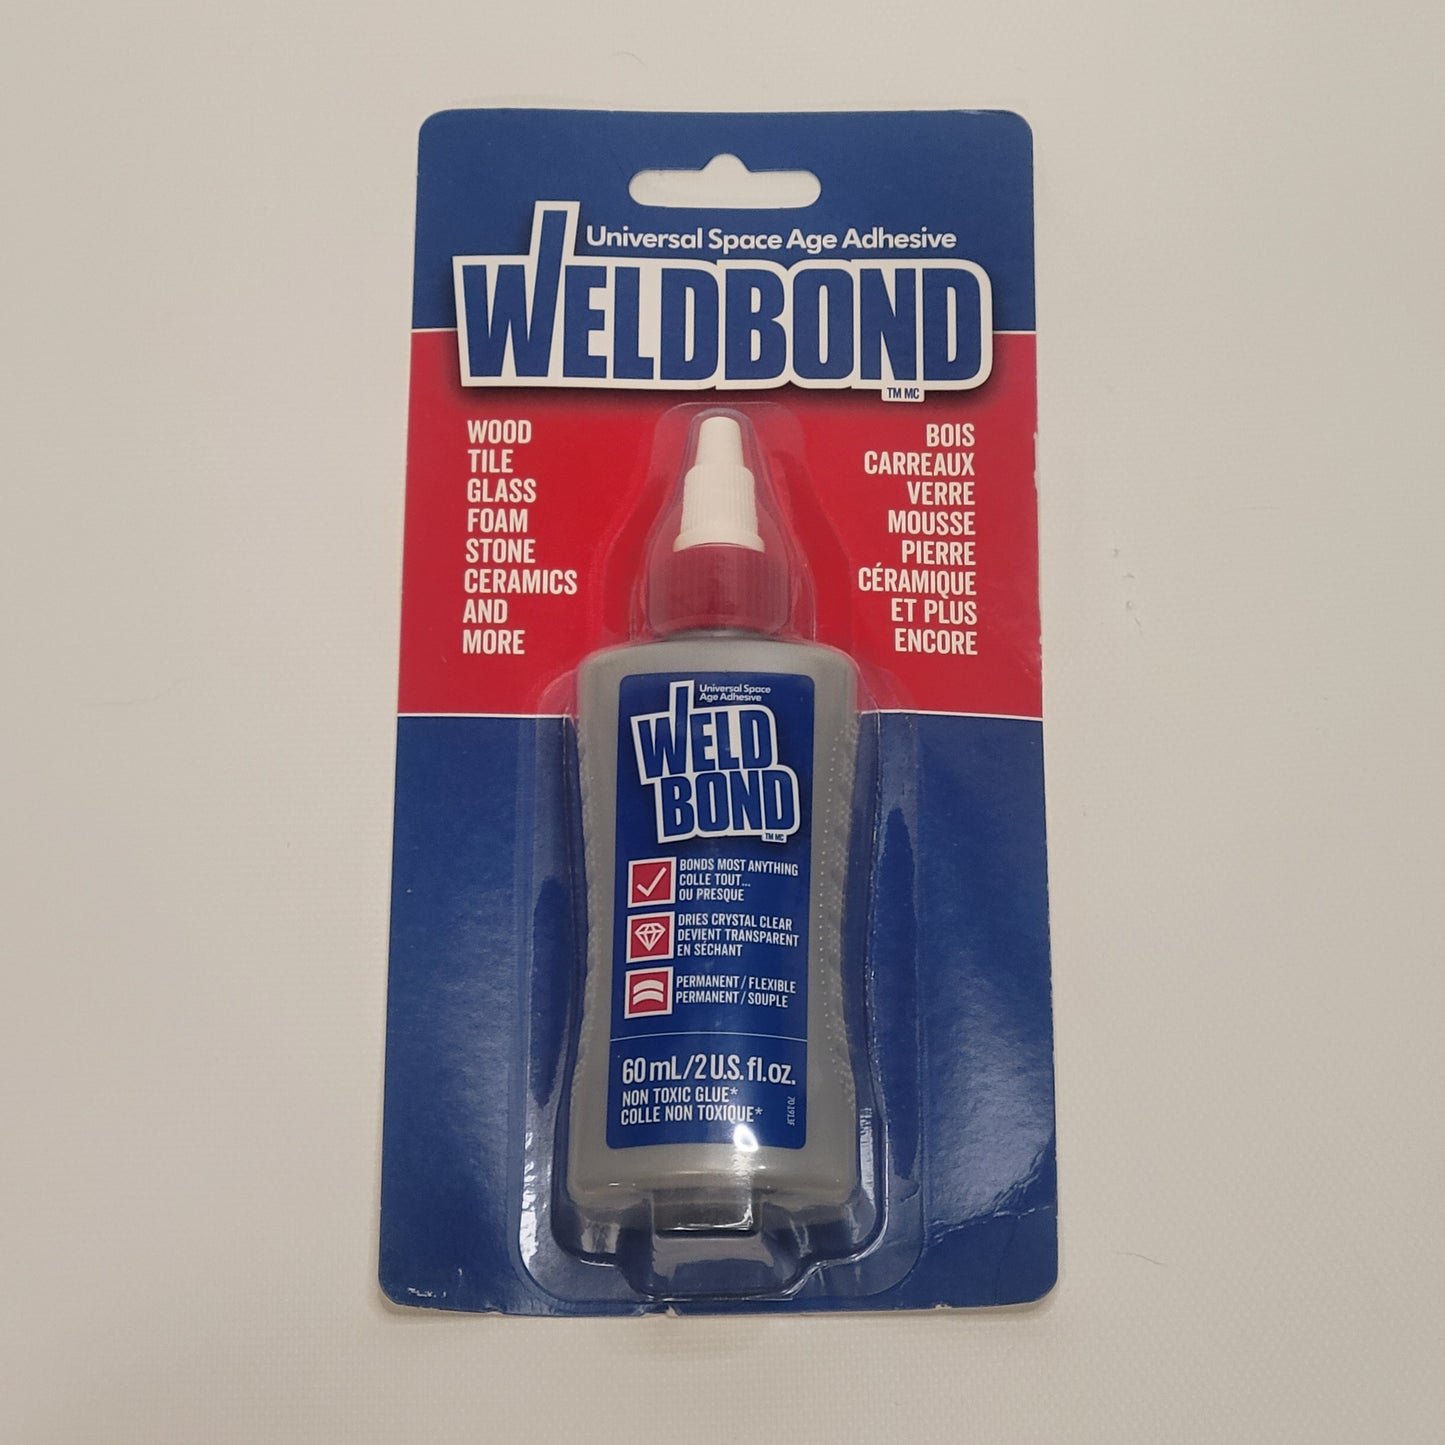 Universal Space Age Adhesive
WELDBOND
TM MC
WOOD
TILE
GLASS
FOAM
STONE
CERAMICS
AND
MORE
BOIS
CARREAUX
VERRE
MOUSSE
PIERRE
CÉRAMIQUE
ET PLUS
ENCORE
Universal Space
Age Adhesive
WELD
BOND
TM MC
BONDS MOST ANYTHING
COLLE TOUT...
OU PRESQUE
DRIES CRYSTAL CLEAR
DEVIENT TRANSPARENT
EN SÉCHANT
PERMANENT / FLEXIBLE
PERMANENT / SOUPLE
60 mL/2 U.S. fl.oz.
NON TOXIC GLUE*
COLLE NON TOXIQUE*